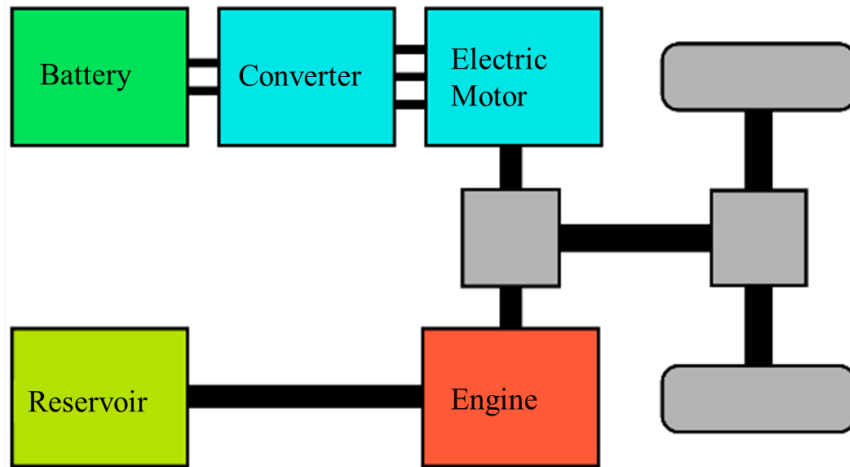 Battery
Converter
Electric
Motor
Reservoir
Engine